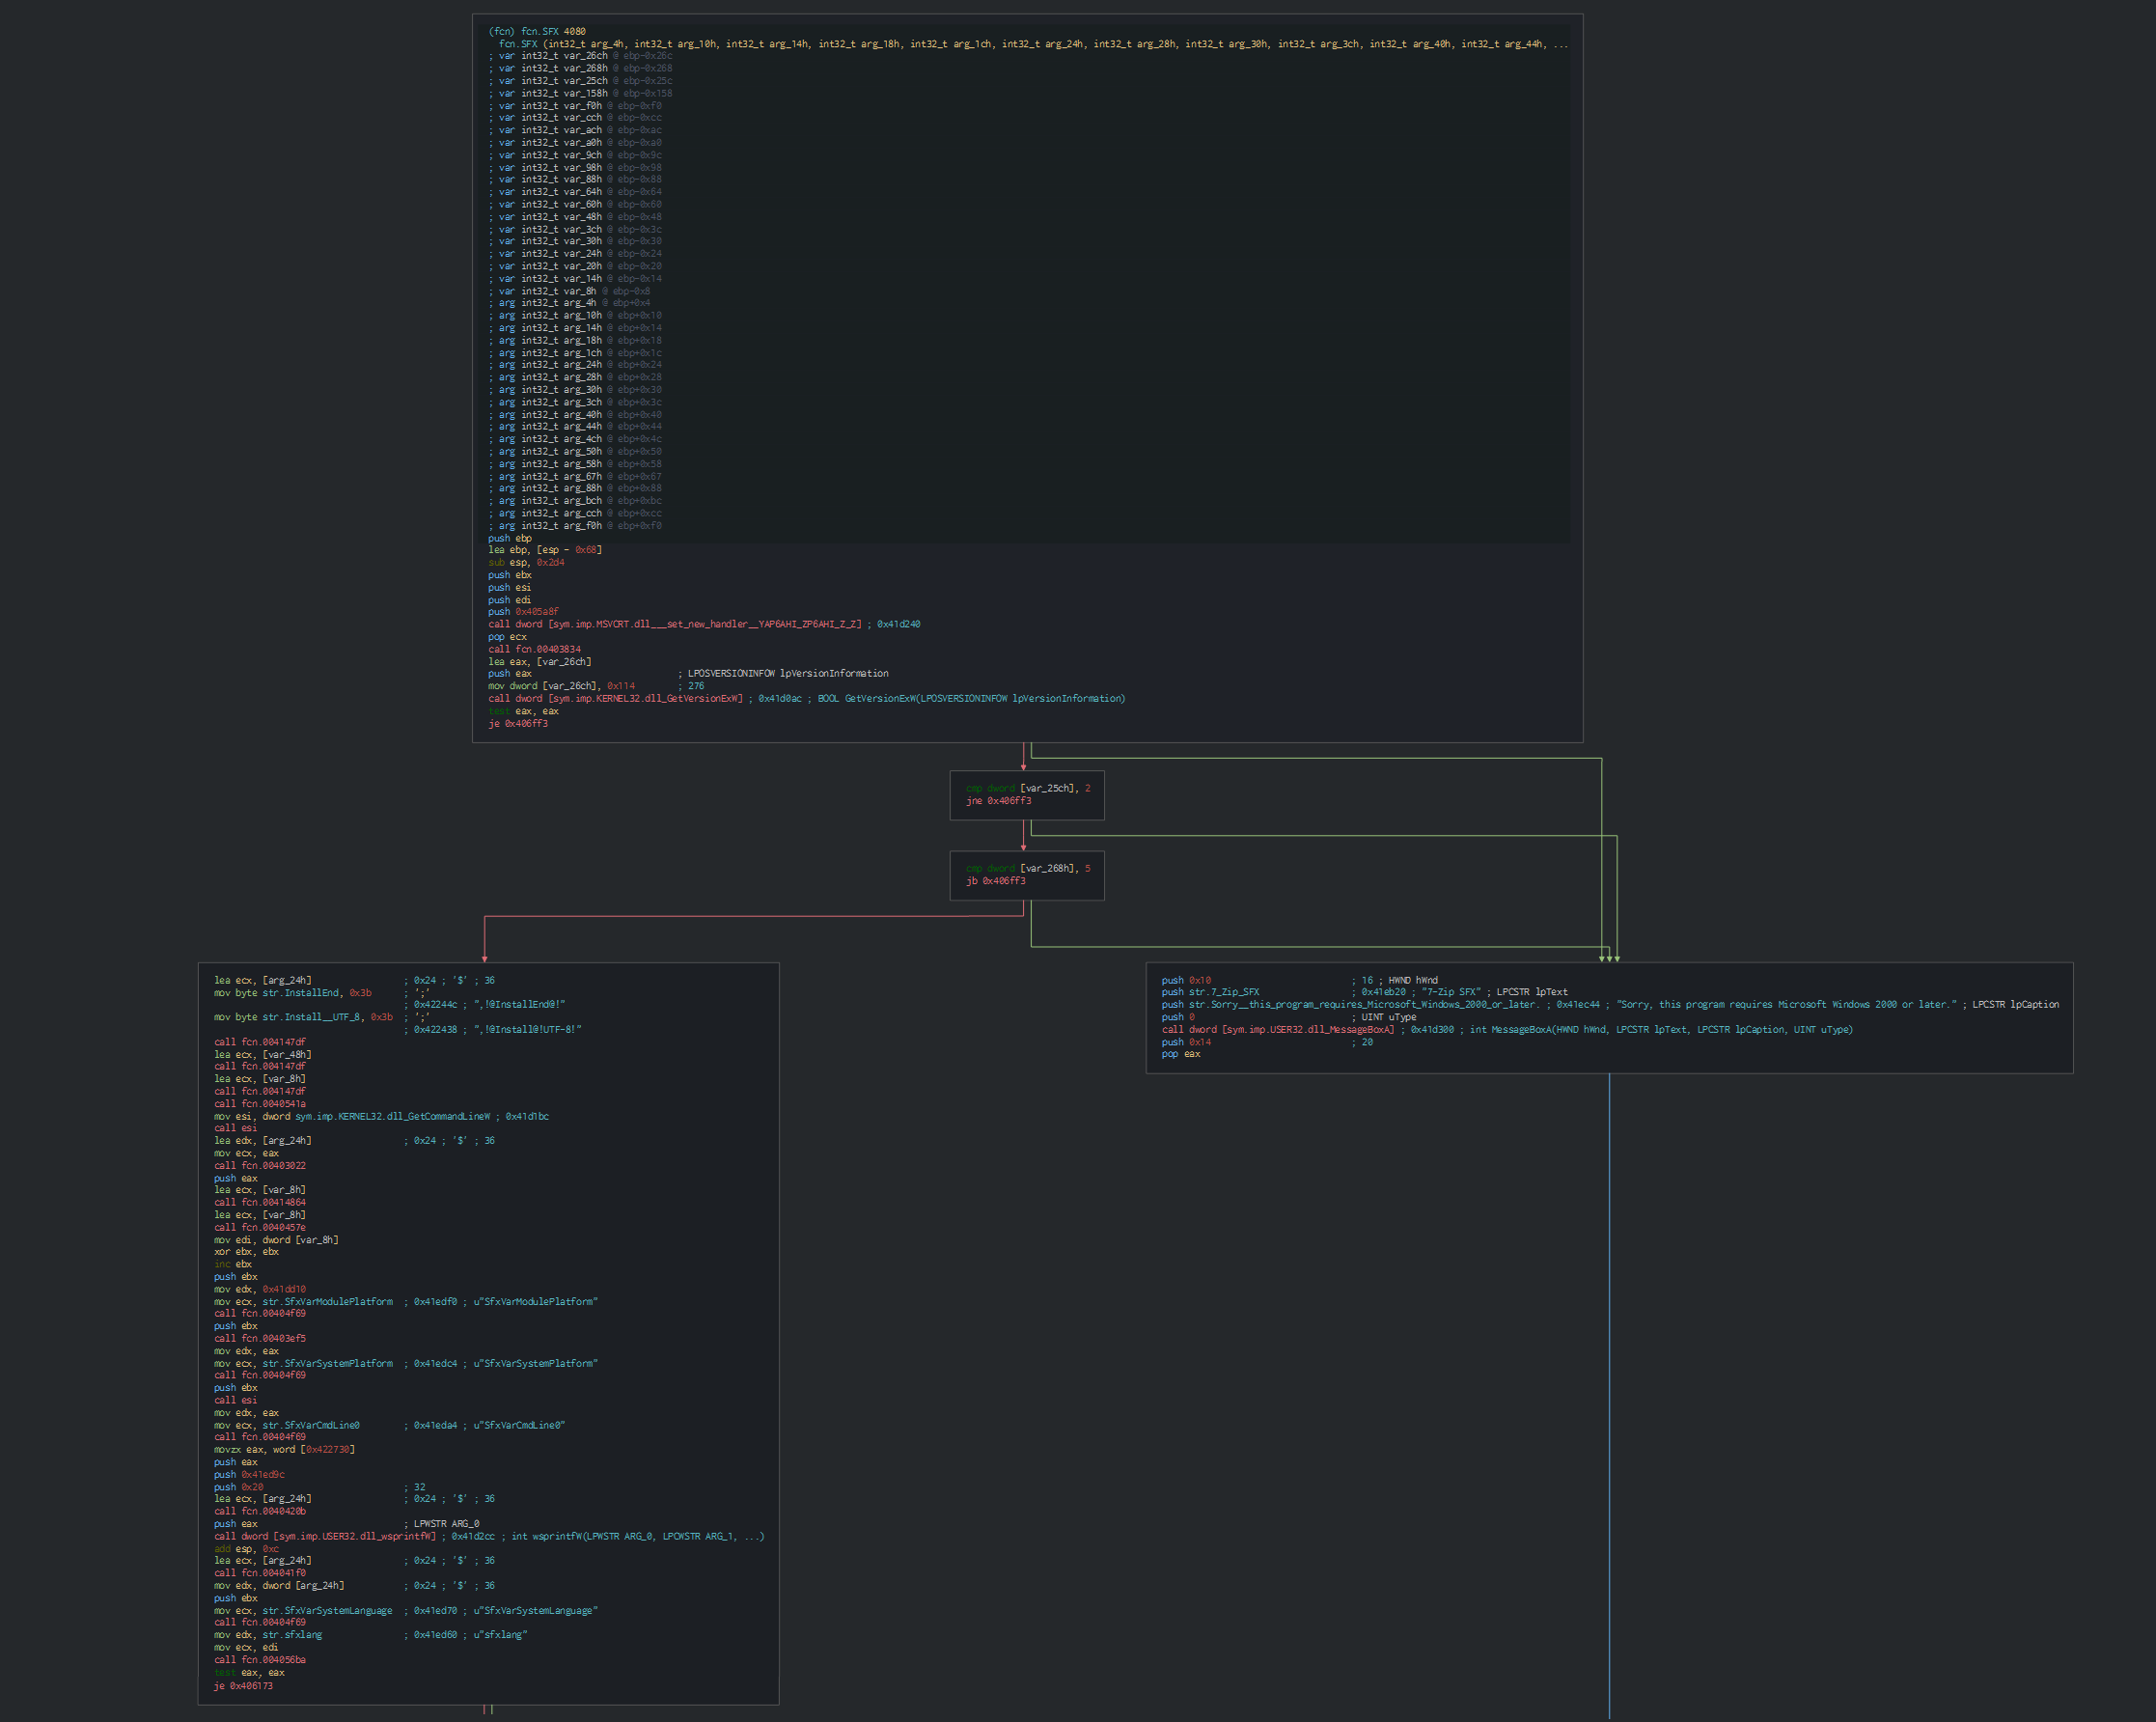 (fcn) fcn.SFX 4080
fcn.SFX (int32_t arg_4h, int32_t arg_10h, int32_t arg_14h, int32_t arg_18h, int32_t arg_1ch, int32_t arg_24h, int32_t arg_28h, int32_t arg_30h, int32_t arg_3ch, int32_t arg_40h, int32_t arg_44h, ...
; var int32_t var_26ch @ ebp-0x26c
; var int32_t var_268h @ ebp-0x268
; var int32_t var_25ch @ ebp-0x25c
; var int32_t var_158h @ ebp-0x158
; var int32_t var_f0h @ ebp-0xf0
; var int32_t var_cch @ ebp-0xcc
; var int32_t var_ach @ ebp-0xac
; var int32_t var_a0h @ ebp-0xa0
; var int32_t var_9ch @ ebp-0x9c
; var int32_t var_98h @ ebp-0x98
; var int32_t var_88h @ ebp-0x88
; var int32_t var_64h @ ebp-0x64
; var int32_t var_60h @ ebp-0x60
; var int32_t var_48h @ ebp-0x48
; var int32_t var_3ch @ ebp-0x3c
; var int32_t var_30h @ ebp-0x30
; var int32_t var_24h @ ebp-0x24
; var int32_t var_20h @ ebp-0x20
; var int32_t var_14h @ ebp-0x14
; var int32_t var_8h @ ebp-0x8
; arg int32_t arg_4h @ ebp+0x4
; arg int32_t arg_10h @ ebp+0x10
; arg int32_t arg_14h @ ebp+0x14
; arg int32_t arg_18h @ ebp+0x18
; arg int32_t arg_1ch @ ebp+0x1c
; arg int32_t arg_24h @ ebp+0x24
; arg int32_t arg_28h @ ebp+0x28
; arg int32_t arg_30h @ ebp+0x30
; arg int32_t arg_3ch @ ebp+0x3c
; arg int32_t arg_40h @ ebp+0x40
; arg int32_t arg_44h @ ebp+0x44
; arg int32_t arg_4ch @ ebp+0x4c
; arg int32_t arg_50h @ ebp+0x50
; arg int32_t arg_58h @ ebp+0x58
; arg int32_t arg_67h @ ebp+0x67
; arg int32_t arg_88h @ ebp+0x88
; arg int32_t arg_bch @ ebp+0xbc
; arg int32_t arg_cch @ ebp+0xcc
; arg int32_t arg_f0h @ ebp+0xf0
push ebp
lea ebp, [esp - 0x68]
sub esp, 0x2d4
push ebx
push esi
push edi
push 0x405a8f
call dword [sym.imp.MSVCRT.dll___set_new_handler__YAP6AHI_ZP6AHI_Z_Z] ; 0x41d240
pop ecx
call fcn.00403834
lea eax, [var_26ch]
push eax ; LPOSVERSIONINFOW lpVersionInformation
mov dword [var_26ch], 0x114 ; 276
call dword [sym.imp.KERNEL32.dll_GetVersionExW] ; 0x41d0ac ; BOOL GetVersionExW(LPOSVERSIONINFOW lpVersionInformation)
test eax, eax
je 0x406ff3
cmp dword [var_25ch], 2
jne 0x406ff3
cmp dword [var_268h], 5
jb 0x406ff3
lea ecx, [arg_24h] ; 0x24 ; '$' ; 36
mov byte str.InstallEnd, 0x3b ; ';'
; 0x42244c ; ",!@InstallEnd@!"
mov byte str.Install__UTF_8, 0x3b ; ';'
; 0x422438 ; ",!@Install@!UTF-8!"
call fcn.004147df
lea ecx, [var_48h]
call fcn.004147df
lea ecx, [var_8h]
call fcn.004147df
call fcn.0040541a
mov esi, dword sym.imp.KERNEL32.dll_GetCommandLineW ; 0x41d1bc
call esi
lea edx, [arg_24h] ; 0x24 ; '$' ; 36
mov ecx, eax
call fcn.00403022
push eax
lea ecx, [var_8h]
call fcn.00414864
lea ecx, [var_8h]
call fcn.0040457e
mov edi, dword [var_8h]
xor ebx, ebx
inc ebx
push ebx
mov edx, 0x41dd10
mov ecx, str.SfxVarModulePlatform ; 0x41edf0 ; u"SfxVarModulePlatform"
call fcn.00404f69
push ebx
call fcn.00403ef5
mov edx, eax
mov ecx, str.SfxVarSystemPlatform ; 0x41edc4 ; u"SfxVarSystemPlatform"
call fcn.00404f69
push ebx
call esi
mov edx, eax
mov ecx, str.SfxVarCmdLine0 ; 0x41eda4 ; u"SfxVarCmdLine0"
call fcn.00404f69
movzx eax, word [0x422730]
push eax
push 0x41ed9c
push 0x20 ; 32
lea ecx, [arg_24h] ; 0x24 ; '$' ; 36
call fcn.0040420b
push eax ; LPWSTR ARG_0
call dword [sym.imp.USER32.dll_wsprintfW] ; 0x41d2cc ; int wsprintfW(LPWSTR ARG_0, LPCWSTR ARG_1, ...)
add esp, 0xc
lea ecx, [arg_24h] ; 0x24 ; '$' ; 36
call fcn.004041f0
mov edx, dword [arg_24h] ; 0x24 ; '$' ; 36
push ebx
mov ecx, str.SfxVarSystemLanguage ; 0x41ed70 ; u"SfxVarSystemLanguage"
call fcn.00404f69
mov edx, str.sfxlang ; 0x41ed60 ; u"sfxlang"
mov ecx, edi
call fcn.004056ba
test eax, eax
je 0x406173
push 0x10 ; 16 ; HWND hWnd
push str.7_Zip_SFX ; 0x41eb20 ; "7-Zip SFX" ; LPCSTR lpText
push str.Sorry__this_program_requires_Microsoft_Windows_2000_or_later. ; 0x41ec44 ; "Sorry, this program requires Microsoft Windows 2000 or later." ; LPCSTR lpCaption
push 0 ; UINT uType
call dword [sym.imp.USER32.dll_MessageBoxA] ; 0x41d300 ; int MessageBoxA(HWND hWnd, LPCSTR lpText, LPCSTR lpCaption, UINT uType)
push 0x14 ; 20
pop eax